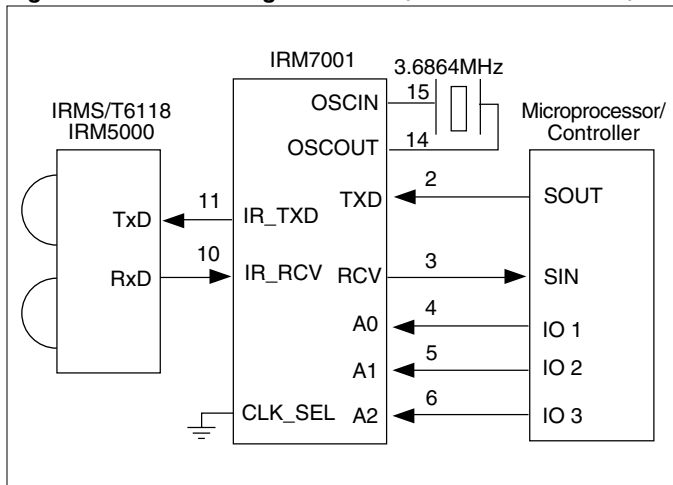 IRM7001
3.6864MHz
IRMS/T6118
IRM5000
Microprocessor/
Controller
OSCIN
15
OSCOUT
14
TxD
11
IR_TXD
TXD
2
SOUT
RxD
10
IR_RCV
RCV
3
SIN
A0
4
IO 1
A1
5
IO 2
CLK_SEL
A2
6
IO 3